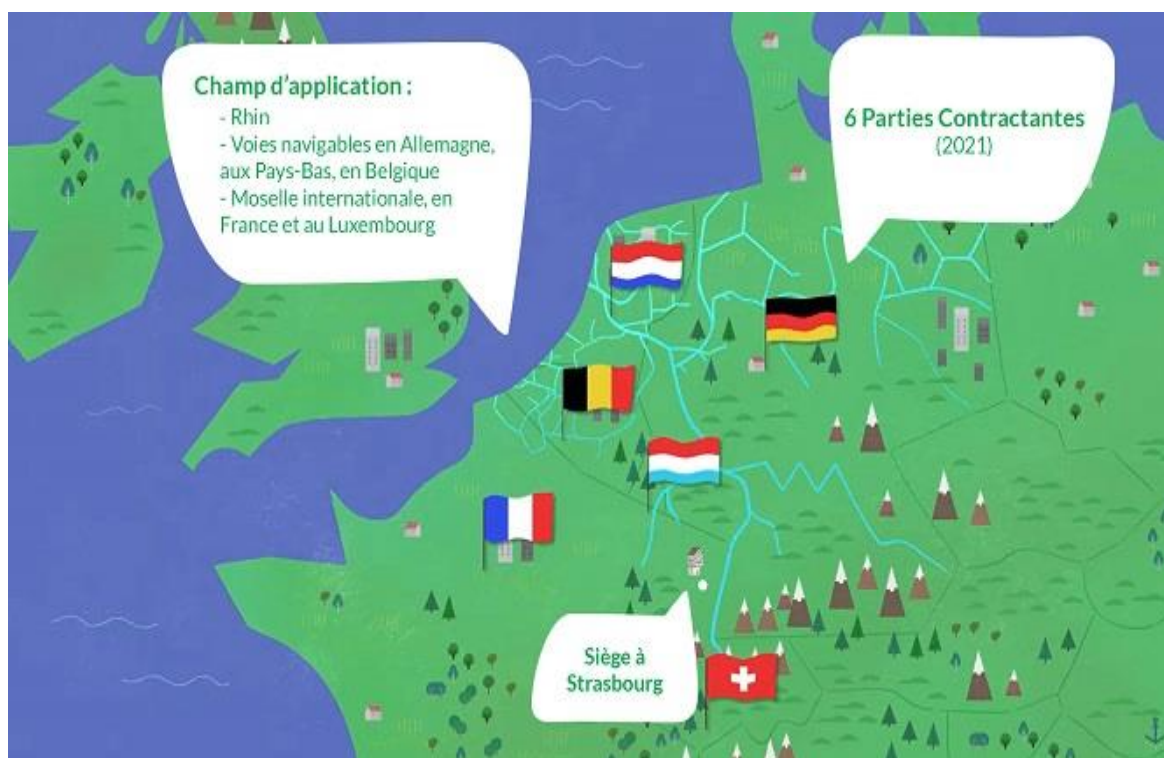 Champ d'application :
- Rhin
- Voies navigables en Allemagne,
aux Pays-Bas, en Belgique
- Moselle internationale, en
France et au Luxembourg
6 Parties Contractantes
(2021)
Siège à
Strasbourg